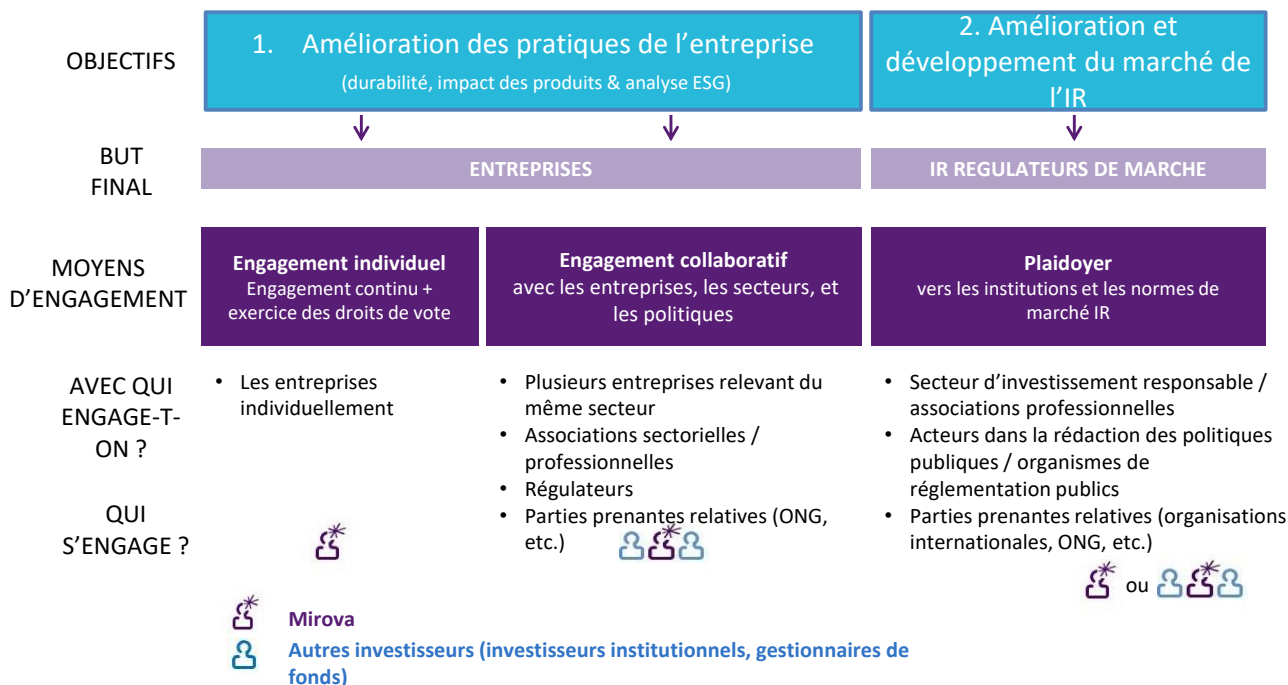 OBJECTIFS
1. Amélioration des pratiques de l’entreprise
(durabilité, impact des produits & analyse ESG)
2. Amélioration et
développement du marché de
l’IR
BUT
FINAL
ENTREPRISES
IR REGULATEURS DE MARCHE
MOYENS
D’ENGAGEMENT
Engagement individuel
Engagement continu +
exercice des droits de vote
Engagement collaboratif
avec les entreprises, les secteurs, et
les politiques
Plaidoyer
vers les institutions et les normes de
marché IR
AVEC QUI
ENGAGE-T-
ON ?
• Les entreprises
individuellement
• Plusieurs entreprises relevant du
même secteur
• Associations sectorielles /
professionnelles
• Régulateurs
• Parties prenantes relatives (ONG,
etc.)
• Secteur d’investissement responsable /
associations professionnelles
• Acteurs dans la rédaction des politiques
publiques / organismes de
réglementation publics
• Parties prenantes relative (organisations
internationales, ONG, etc.)
QUI
S’ENGAGE ?
ou
Mirova
Autres investisseurs (investisseurs institutionnels, gestionnaires de
fonds)